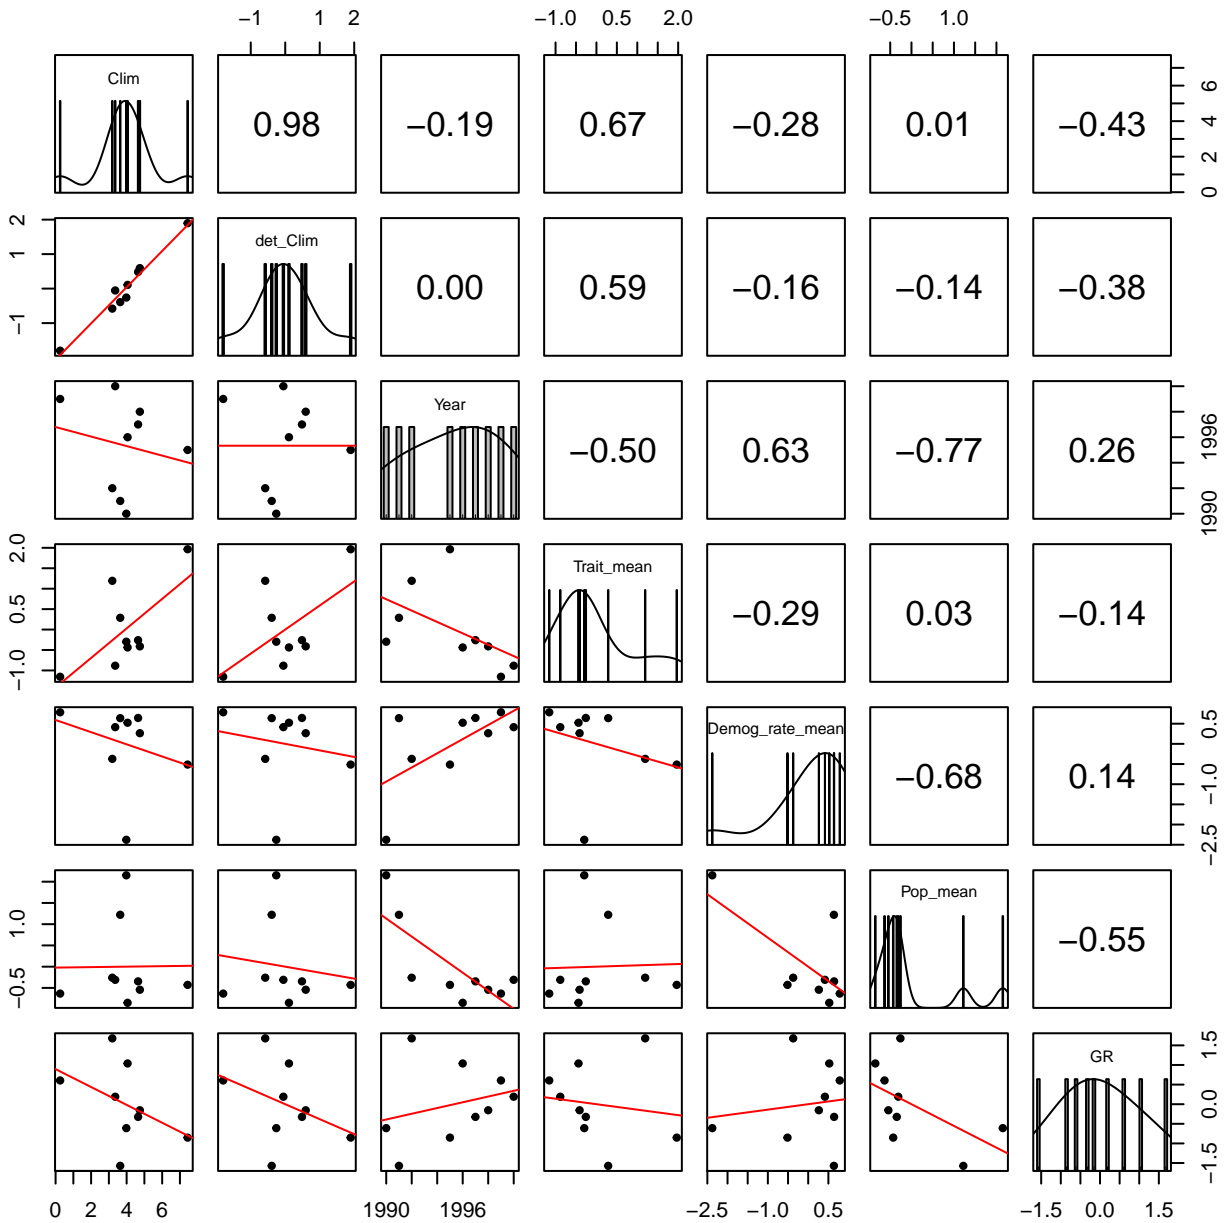 −1 1 2 −1.0 0.5 2.0 −0.5 1.0
Clim 0.98 −0.19 0.67 −0.28 0.01 −0.43
0 2 4 6
−1 1 2
det_Clim 0.00 0.59 −0.16 −0.14 −0.38
Year −0.50 0.63 −0.77 0.26
1990 1996
−1.0 0.5 2.0
Trait_mean −0.29 0.03 −0.14
Demog_rate_mean −0.68 0.14
−2.5 −1.0 0.5
−0.5 1.0
Pop_mean −0.55
GR
−1.5 0.0 1.5
0 2 4 6 1990 1996 −2.5 −1.0 0.5 −1.5 0.0 1.5